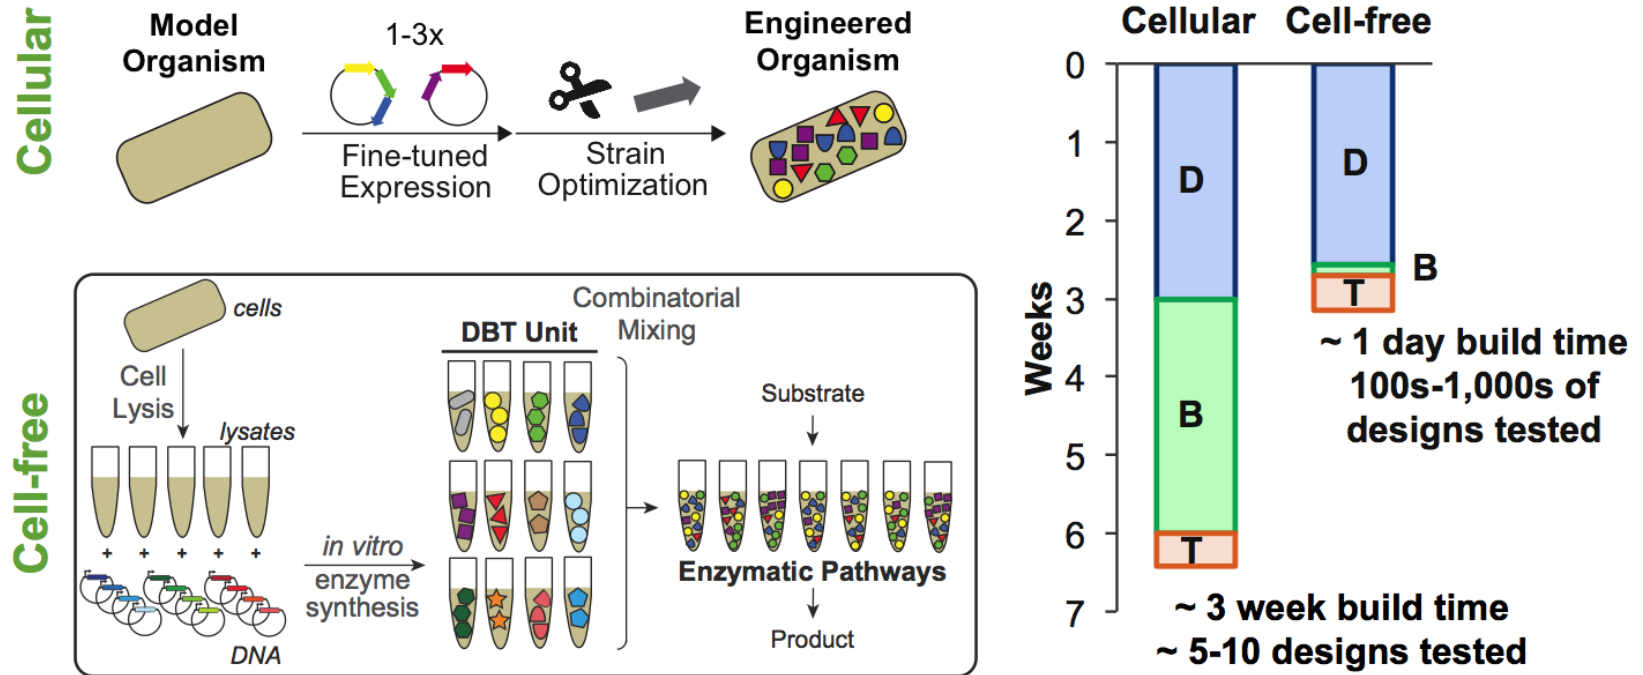 Cellular
Model
Organism
1-3x
Fine-tuned
Expression
Strain
Optimization
Engineered
Organism
Cell-free
cells
Cell
Lysis
lysates
+ + + + +
DNA
in vitro
enzyme
synthesis
DBT Unit
Combinatorial
Mixing
Substrate
Enzymatic Pathways
Product
Cellular Cell-free
Weeks
0
1
2
3
4
5
6
7
D
B
T
D
B
T
~ 1 day build time
100s-1,000s of
designs tested
~ 3 week build time
~ 5-10 designs tested